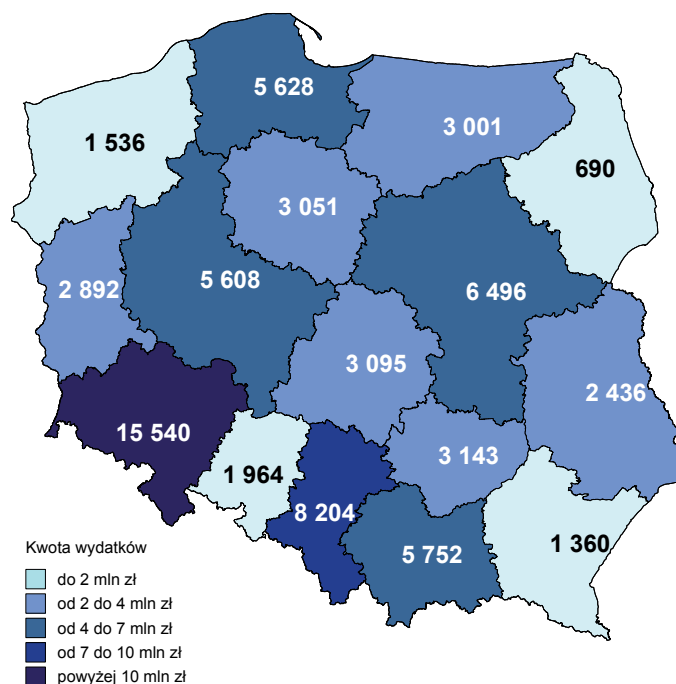 5 628
3 001
1 536
690
3 051
5 608
2 892
6 496
3 095
2 436
15 540
3 143
1 964
8 204
5 752
1 360
Kwota wydatków
do 2 mln zł
od 2 do 4 mln zł
od 4 do 7 mln zł
od 7 do 10 mln zł
powyżej 10 mln zł